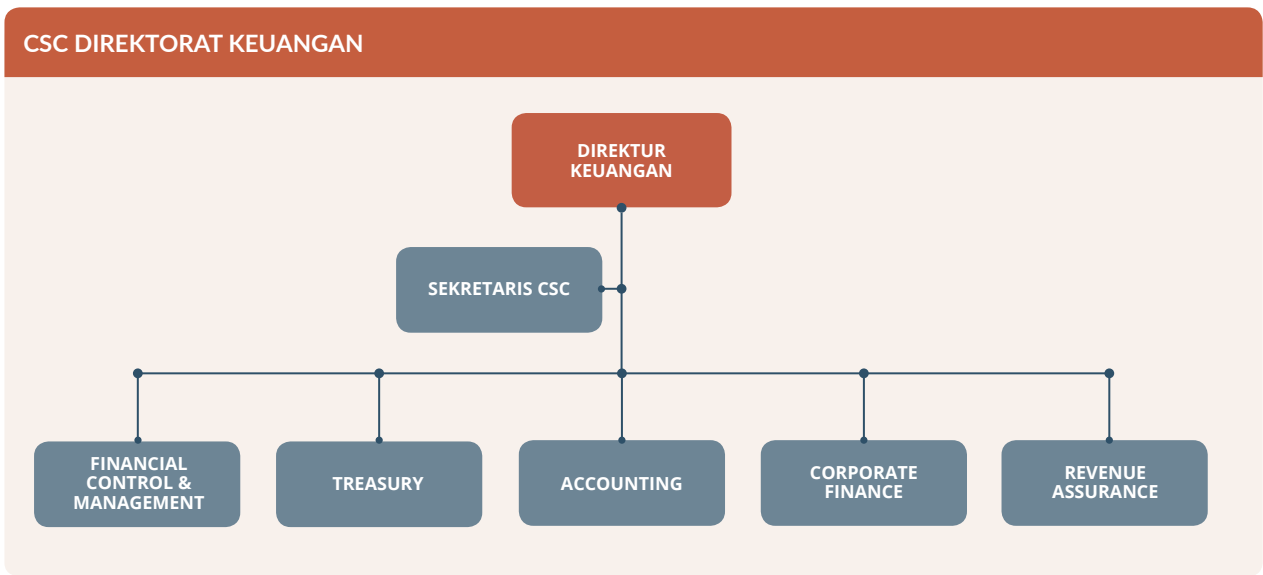 CSC DIREKTORAT KEUANGAN
DIREKTUR
KEUANGAN
SEKRETARIS CSC
FINANCIAL
CONTROL &
MANAGEMENT
TREASURY
ACCOUNTING
CORPORATE
FINANCE
REVENUE
ASSURANCE